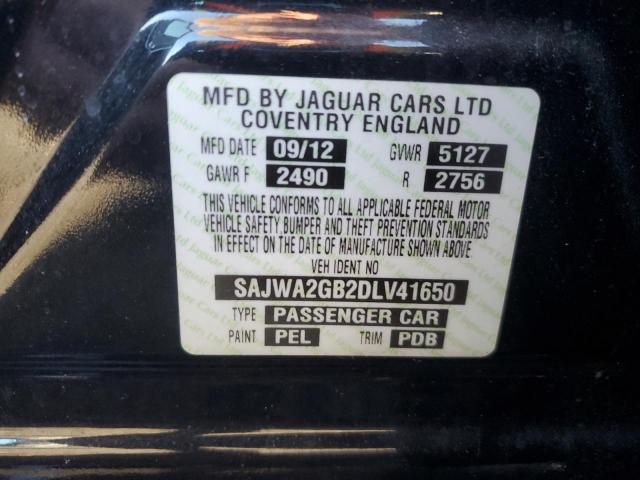 MFD BY JAGUAR CARS LTD
COVENTRY ENGLAND
MFD DATE 09/12 GVWR 5127
GAWR F 2490 R 2756
THIS VEHICLE CONFORMS TO ALL APPLICABLE FEDERAL MOTOR
VEHICLE SAFETY, BUMPER AND THEFT PREVENTION STANDARDS
IN EFFECT ON THE DATE OF MANUFACTURE SHOWN ABOVE.
VEH IDENT NO
SAJWA2GB2DLV41650
TYPE PASSENGER CAR
PAINT PEL TRIM PDB